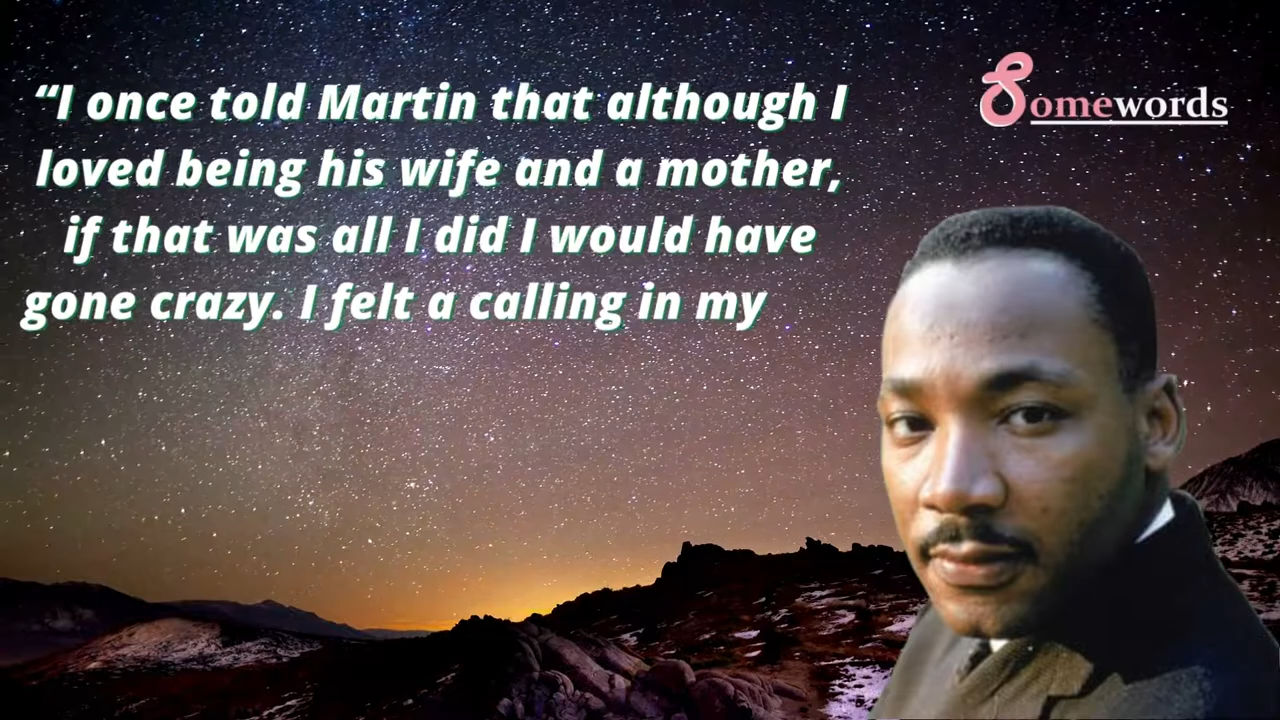 “I once told Martin that although I
loved being his wife and a mother,
if that was all I did I would have
gone crazy. I felt a calling in my
Somewords